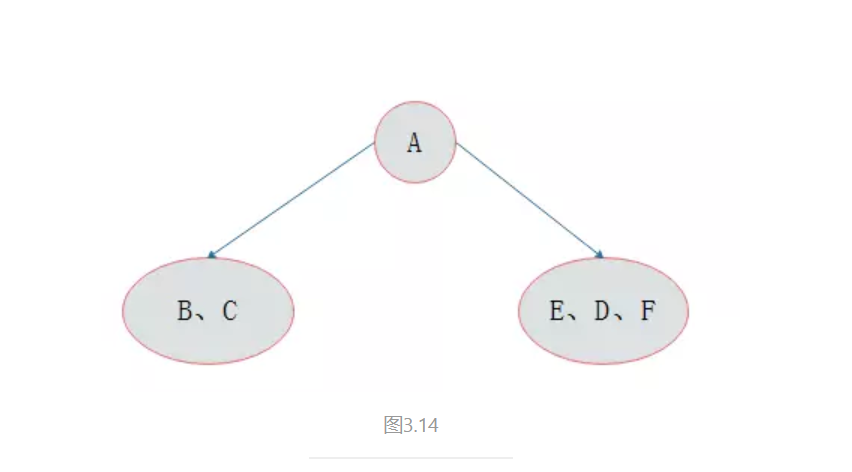 A
B、C
E、D、F
图3.14